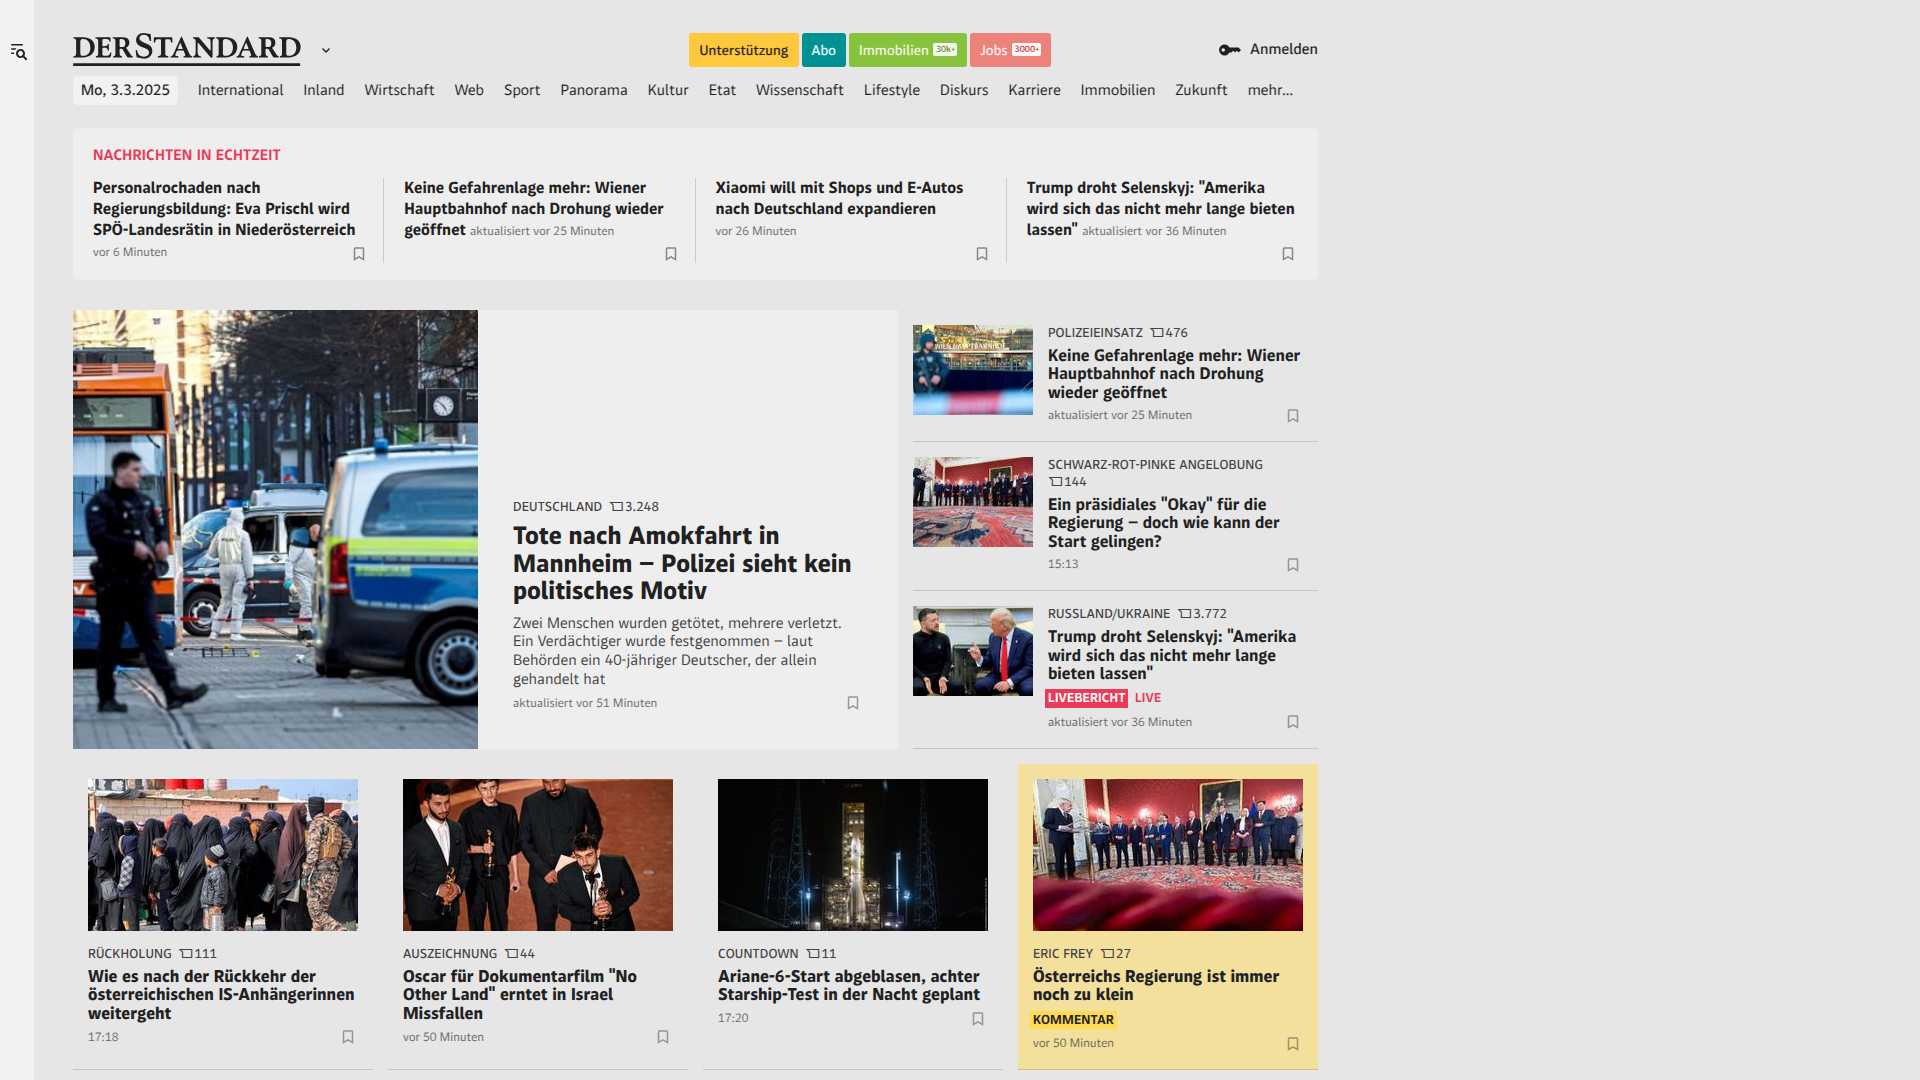 DERSTANDARD
Unterstützung
Abo
Immobilien 30k+
Jobs 3000+
Anmelden
Mo, 3.3.2025
International
Inland
Wirtschaft
Web
Sport
Panorama
Kultur
Etat
Wissenschaft
Lifestyle
Diskurs
Karriere
Immobilien
Zukunft
mehr...
NACHRICHTEN IN ECHTZEIT
Personalrochaden nach
Regierungsbildung: Eva Prischl wird
SPÖ-Landesrätin in Niederösterreich
vor 6 Minuten
Keine Gefahrenlage mehr: Wiener
Hauptbahnhof nach Drohung wieder
geöffnet aktualisiert vor 25 Minuten
Xiaomi will mit Shops und E-Autos
nach Deutschland expandieren
vor 26 Minuten
Trump droht Selenskyj: "Amerika
wird sich das nicht mehr lange bieten
lassen" aktualisiert vor 36 Minuten
DEUTSCHLAND 3.248
Tote nach Amokfahrt in
Mannheim – Polizei sieht kein
politisches Motiv
Zwei Menschen wurden getötet, mehrere verletzt.
Ein Verdächtiger wurde festgenommen – laut
Behörden ein 40-jähriger Deutscher, der allein
gehandelt hat
aktualisiert vor 51 Minuten
POLIZEIEINSATZ 476
Keine Gefahrenlage mehr: Wiener
Hauptbahnhof nach Drohung
wieder geöffnet
aktualisiert vor 25 Minuten
SCHWARZ-ROT-PINKE ANGELOBUNG
144
Ein präsidiales "Okay" für die
Regierung – doch wie kann der
Start gelingen?
15:13
RUSSLAND/UKRAINE 3.772
Trump droht Selenskyj: "Amerika
wird sich das nicht mehr lange
bieten lassen"
LIVEBERICHT LIVE
aktualisiert vor 36 Minuten
RÜCKHOLUNG 111
Wie es nach der Rückkehr der
österreichischen IS-Anhängerinnen
weitergeht
17:18
AUSZEICHNUNG 44
Oscar für Dokumentarfilm "No
Other Land" erntet in Israel
Missfallen
vor 50 Minuten
COUNTDOWN 11
Ariane-6-Start abgeblasen, achter
Starship-Test in der Nacht geplant
17:20
ERIC FREY 27
Österreichs Regierung ist immer
noch zu klein
KOMMENTAR
vor 50 Minuten